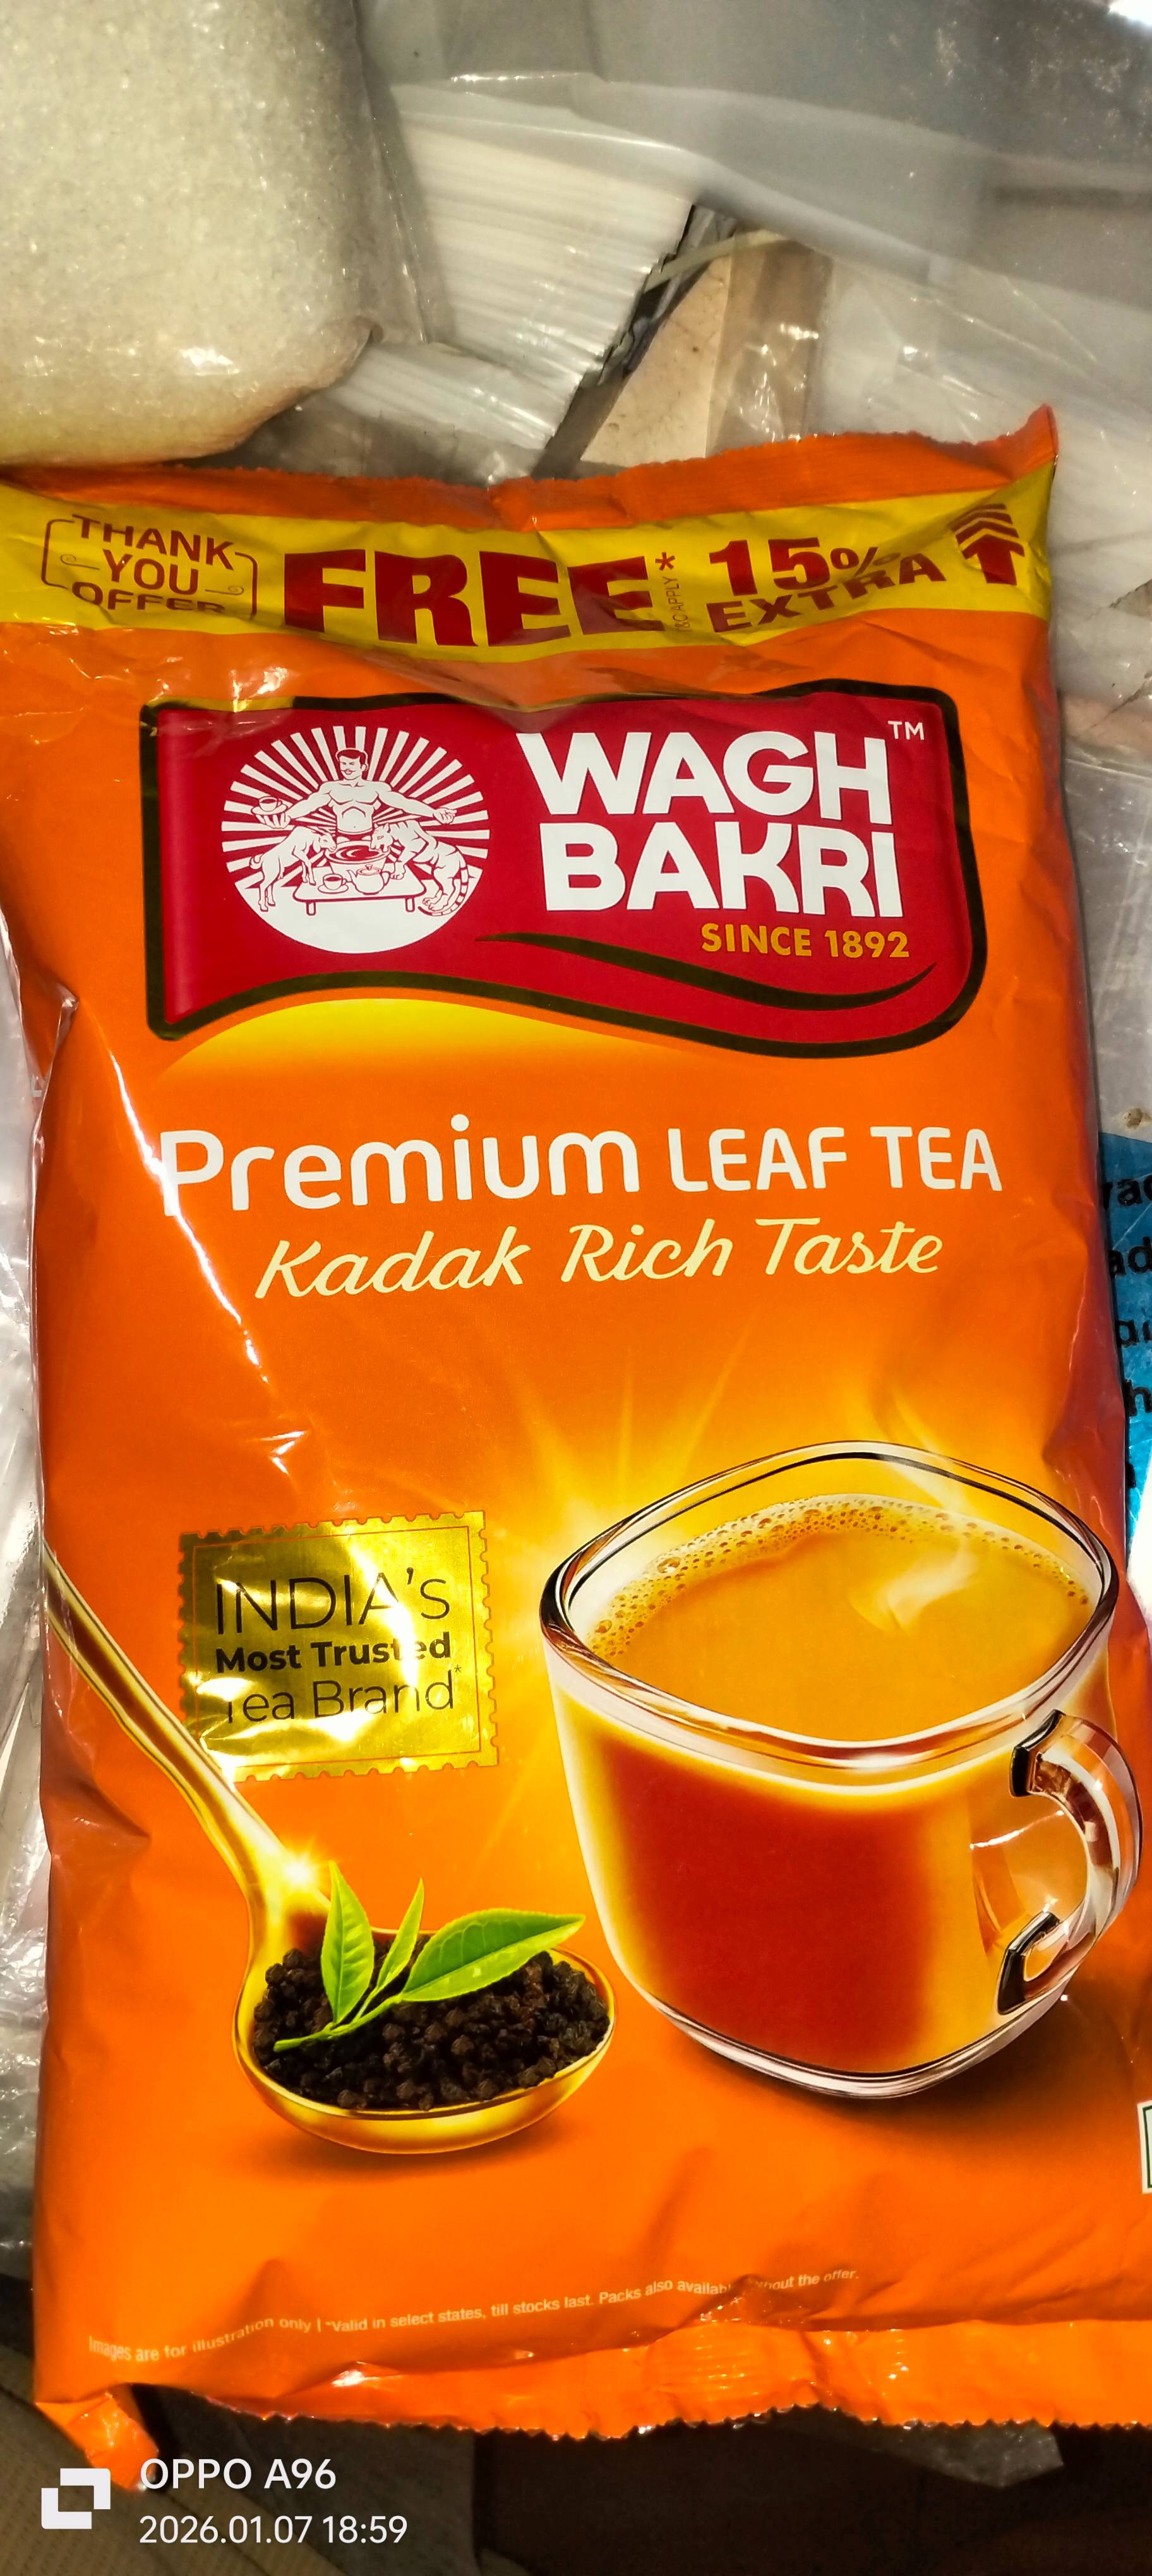 THANK
YOU
OFFER
FREE*
T&C APPLY
15%
EXTRA
WAGH™
BAKRI
SINCE 1892
Premium LEAF TEA
Kadak Rich Taste
INDIA's
Most Trusted
Tea Brand*
Images are for illustration only | *Valid in select states, till stocks last. Packs also available without the offer.
OPPO A96
2026.01.07 18:59